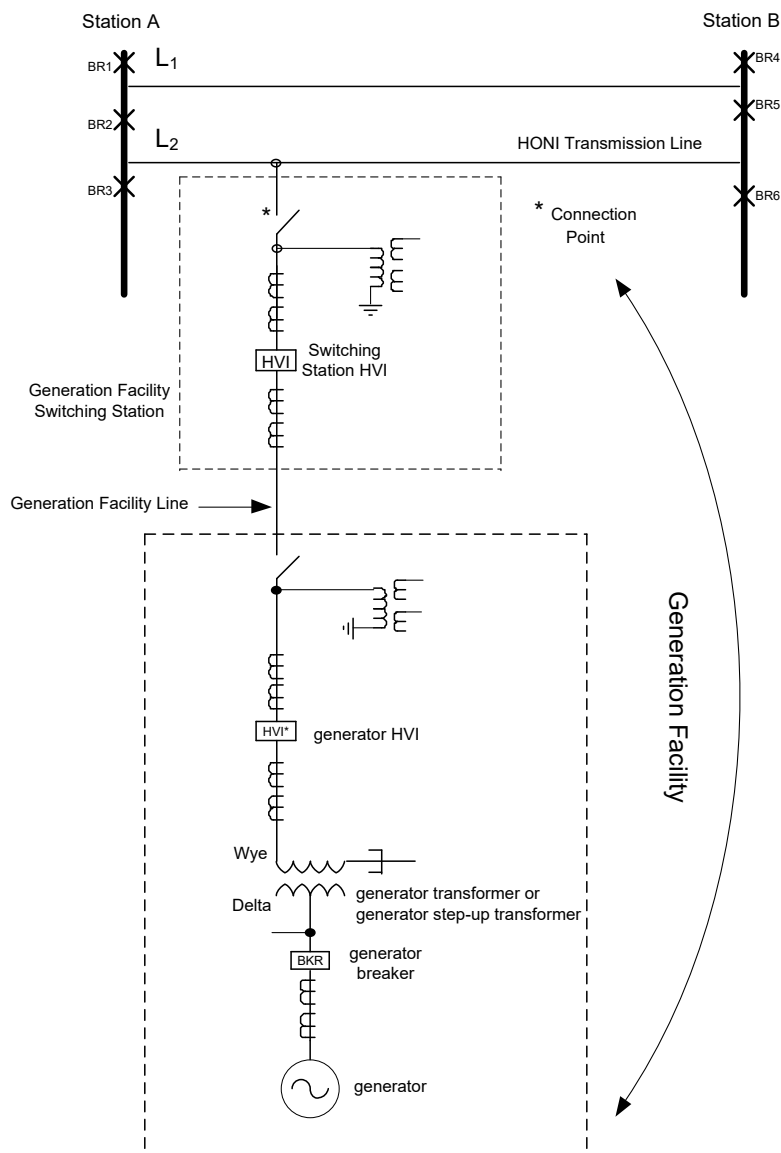 Station A
Station B
BR1
L1
BR4
BR2
BR5
L2
HONI Transmission Line
BR3
BR6
*
* Connection
Point
HVI
Switching
Station HVI
Generation Facility
Switching Station
Generation Facility Line
Generation Facility
HVI*
generator HVI
Wye
Delta
generator transformer or
generator step-up transformer
BKR
generator
breaker
generator